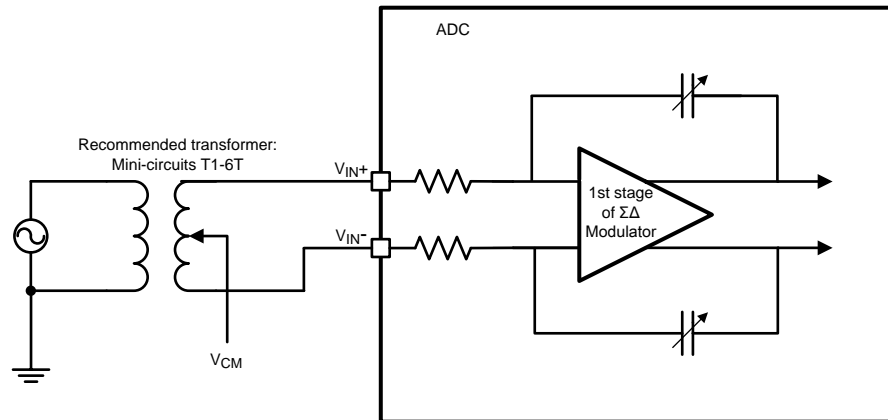 ADC
Recommended transformer:
Mini-circuits T1-6T
VIN+
VIN-
1st stage
of ΣΔ
Modulator
VCM